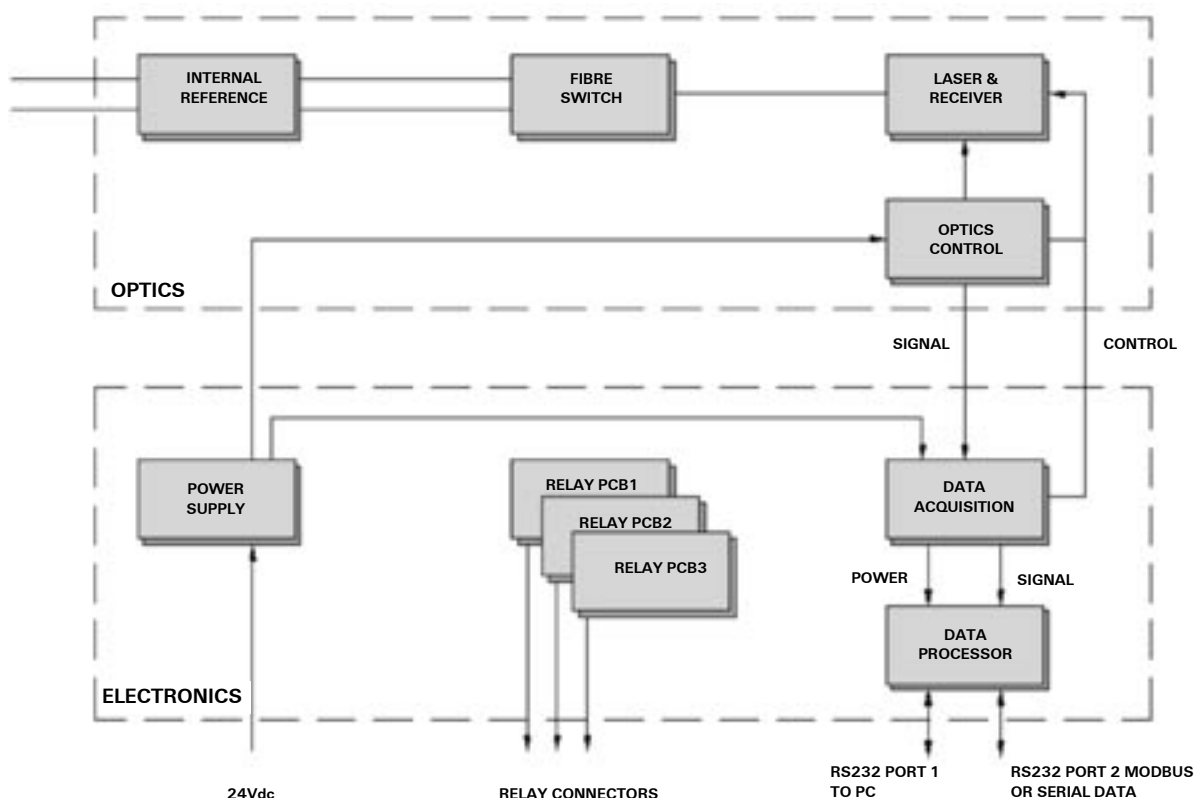 INTERNAL
REFERENCE
FIBRE
SWITCH
LASER &
RECEIVER
OPTICS
CONTROL
OPTICS
SIGNAL
CONTROL
POWER
SUPPLY
RELAY PCB1
RELAY PCB2
RELAY PCB3
DATA
ACQUISITION
POWER
SIGNAL
DATA
PROCESSOR
ELECTRONICS
24Vdc
RELAY CONNECTORS
RS232 PORT 1
TO PC
RS232 PORT 2 MODBUS
OR SERIAL DATA